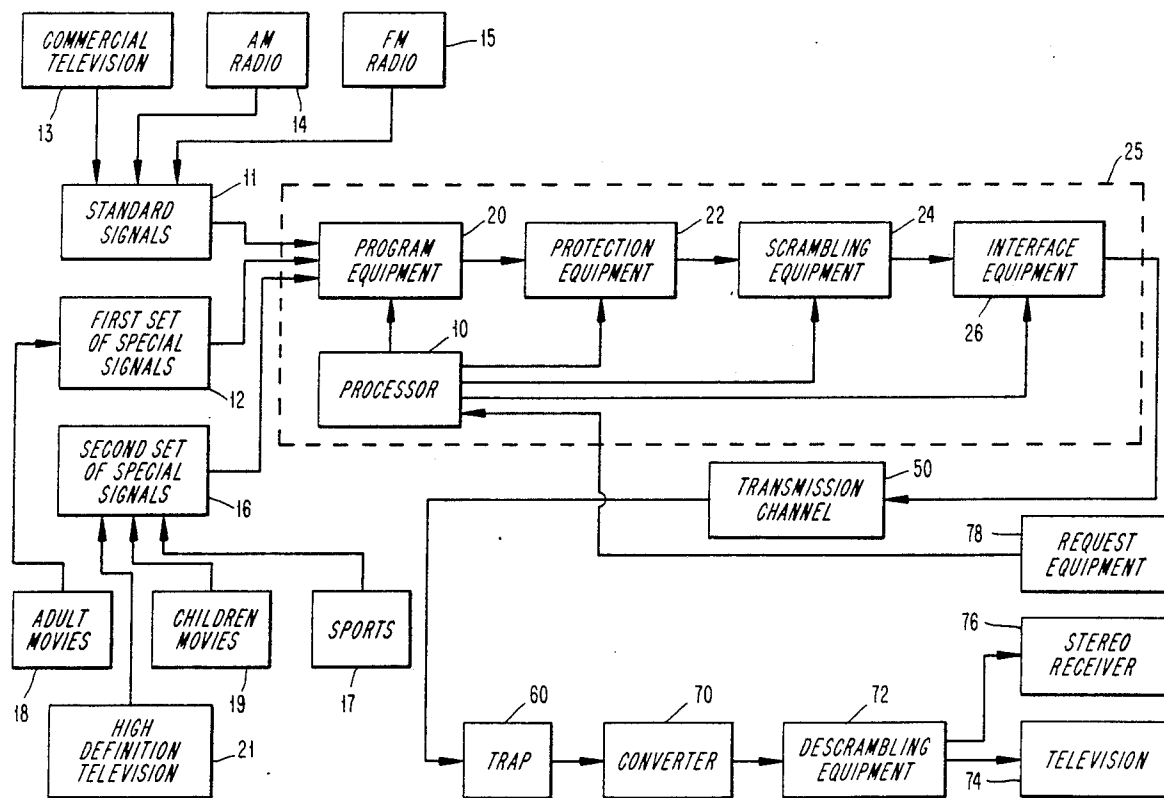 COMMERCIAL
TELEVISION
13
AM
RADIO
14
FM
RADIO
15
STANDARD
SIGNALS
11
25
PROGRAM
EQUIPMENT
20
PROTECTION
EQUIPMENT
22
SCRAMBLING
EQUIPMENT
24
INTERFACE
EQUIPMENT
26
FIRST SET
OF SPECIAL
SIGNALS
12
PROCESSOR
10
SECOND SET
OF SPECIAL
SIGNALS
16
TRANSMISSION
CHANNEL
50
REQUEST
EQUIPMENT
78
ADULT
MOVIES
18
CHILDREN
MOVIES
19
SPORTS
17
STEREO
RECEIVER
76
HIGH
DEFINITION
TELEVISION
21
TRAP
60
CONVERTER
70
DESCRAMBLING
EQUIPMENT
72
TELEVISION
74